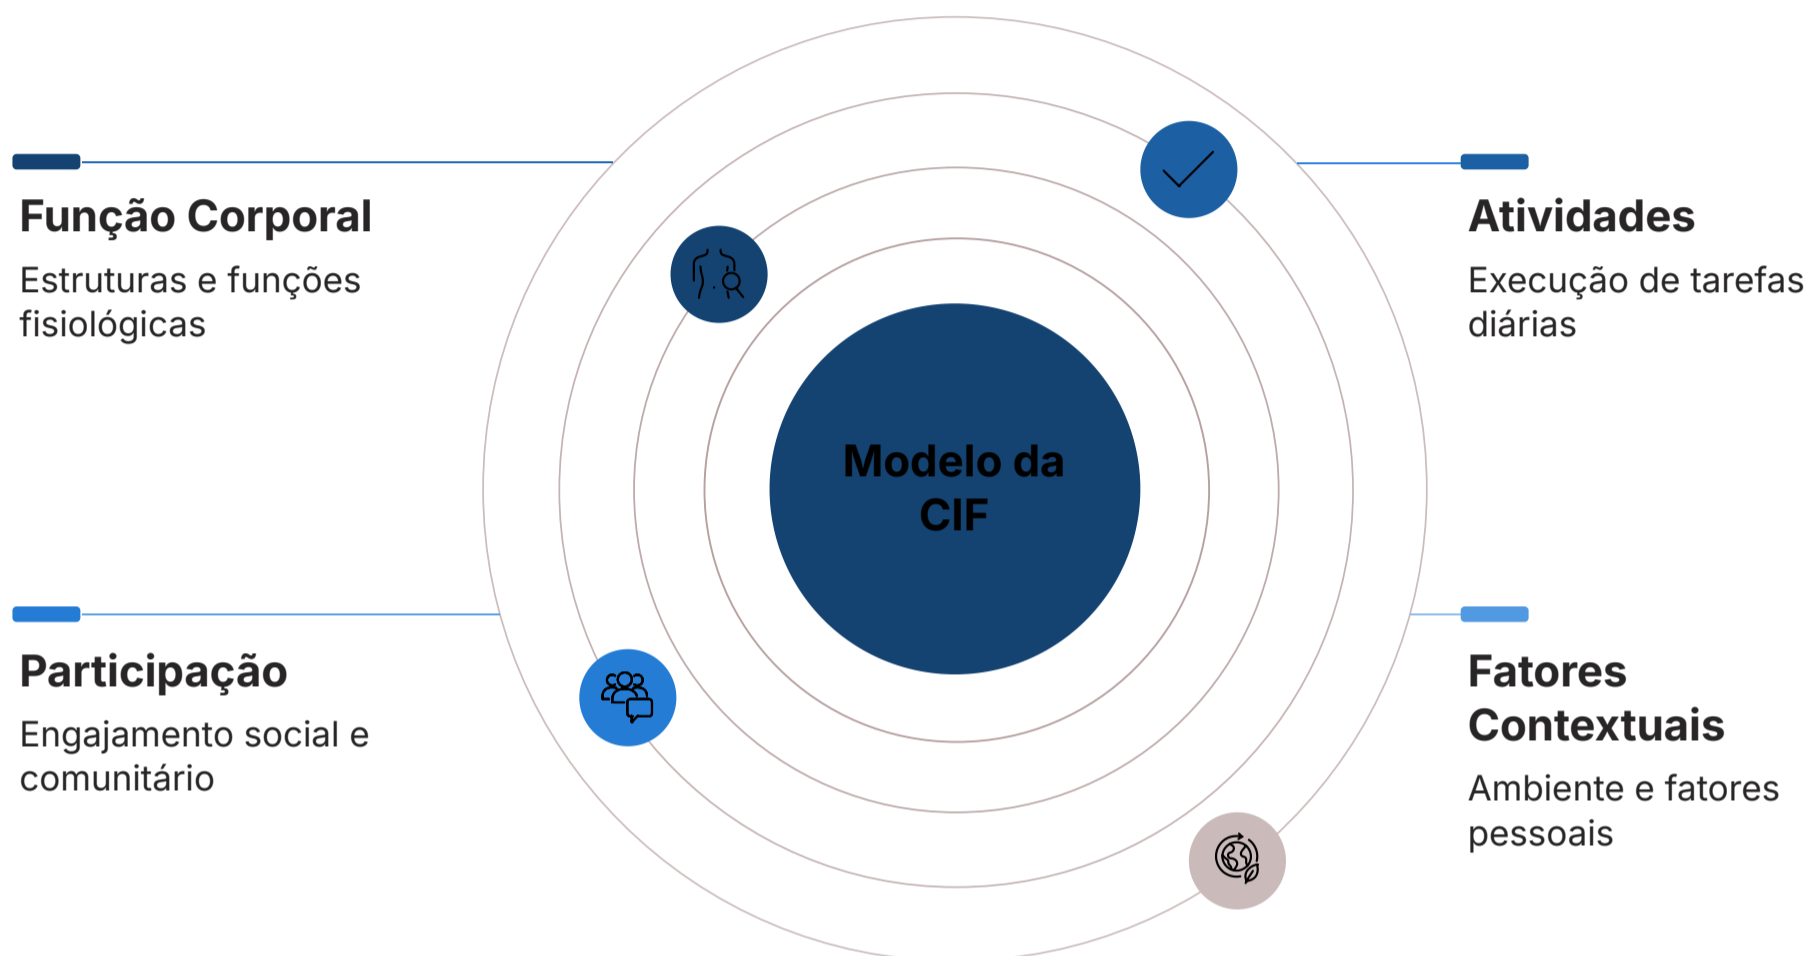 Função Corporal
Estruturas e funções
fisiológicas
Atividades
Execução de tarefas
diárias
Modelo da
CIF
Participação
Engajamento social e
comunitário
Fatores
Contextuais
Ambiente e fatores
pessoais